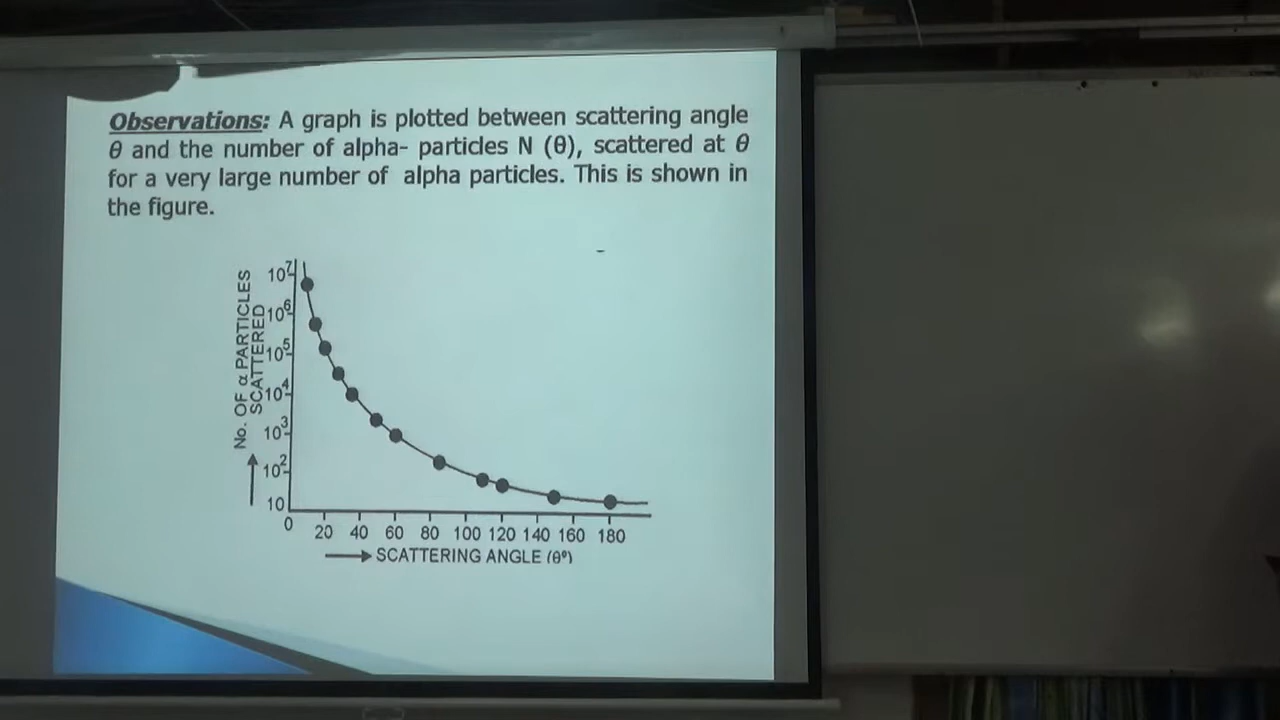 Observations: A graph is plotted between scattering angle
θ and the number of alpha- particles N (θ), scattered at θ
for a very large number of alpha particles. This is shown in
the figure.
No. OF α PARTICLES
SCATTERED
10⁷
10⁶
10⁵
10⁴
10³
10²
10
0 20 40 60 80 100 120 140 160 180
SCATTERING ANGLE (θ°)